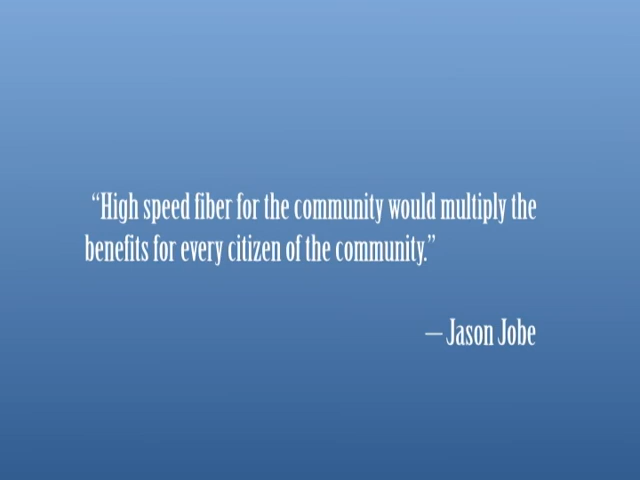 “High speed fiber for the community would multiply the
benefits for every citizen of the community.”
– Jason Jobe